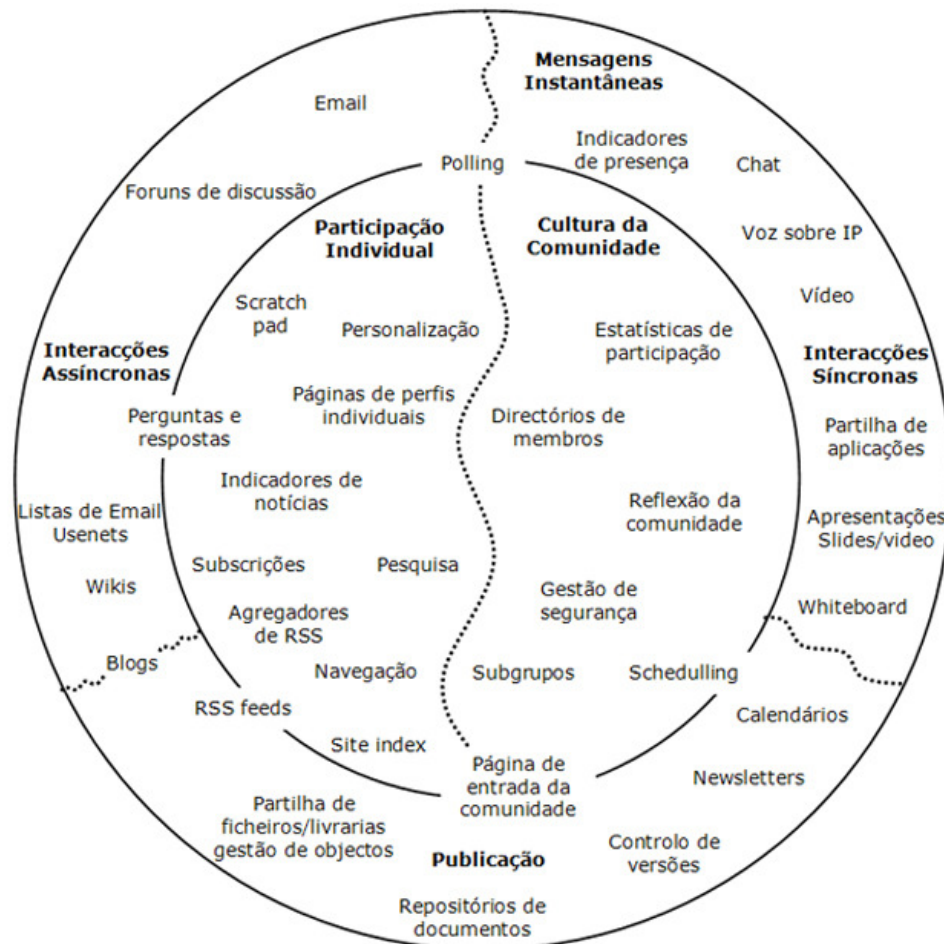 Mensagens
Instantâneas
Email
Indicadores
de presença
Chat
Polling
Foruns de discussão
Participação
Individual
Cultura da
Comunidade
Voz sobre IP
Vídeo
Scratch
pad
Personalização
Estatísticas de
participação
Interacções
Assíncronas
Interacções
Síncronas
Páginas de perfis
individuais
Perguntas e
respostas
Directórios de
membros
Partilha de
aplicações
Indicadores de
notícias
Reflexão da
comunidade
Listas de Email
Usenets
Apresentações
Slides/video
Subscrições
Pesquisa
Wikis
Gestão de
segurança
Whiteboard
Agregadores
de RSS
Blogs
Navegação
Subgrupos
Schedulling
RSS feeds
Calendários
Site index
Página de
entrada da
comunidade
Newsletters
Partilha de
ficheiros/livrarias
gestão de objectos
Controlo de
versões
Publicação
Repositórios de
documentos